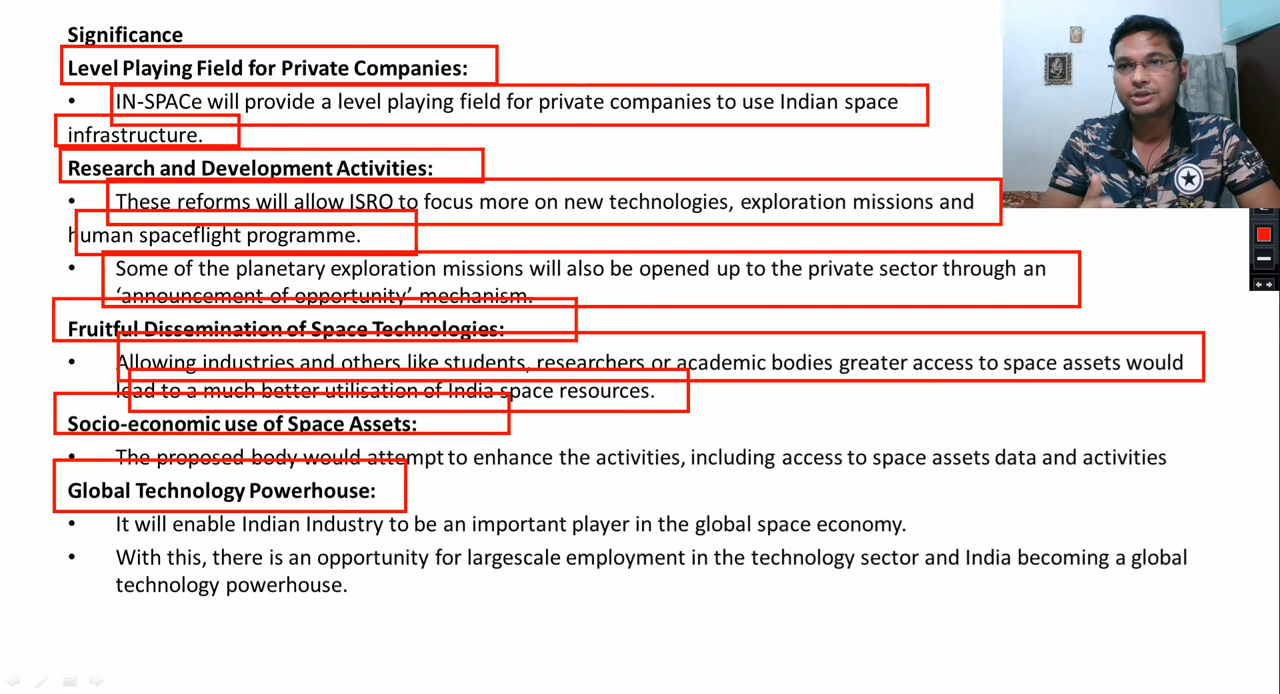 Significance
Level Playing Field for Private Companies:
• IN-SPACe will provide a level playing field for private companies to use Indian space
infrastructure.
Research and Development Activities:
• These reforms will allow ISRO to focus more on new technologies, exploration missions and
human spaceflight programme.
• Some of the planetary exploration missions will also be opened up to the private sector through an
‘announcement of opportunity’ mechanism.
Fruitful Dissemination of Space Technologies:
• Allowing industries and others like students, researchers or academic bodies greater access to space assets would
lead to a much better utilisation of India space resources.
Socio-economic use of Space Assets:
• The proposed body would attempt to enhance the activities, including access to space assets data and activities
Global Technology Powerhouse:
• It will enable Indian Industry to be an important player in the global space economy.
• With this, there is an opportunity for largescale employment in the technology sector and India becoming a global
technology powerhouse.